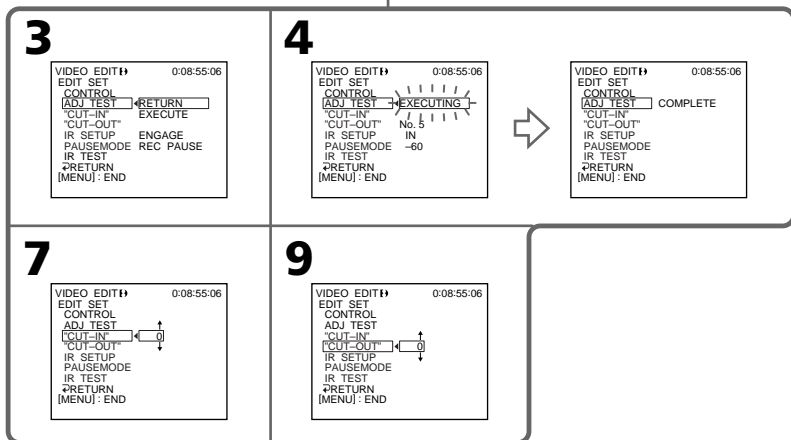 3
VIDEO EDIT 0:08:55:06
EDIT SET
CONTROL
ADJ TEST RETURN
"CUT–IN" EXECUTE
"CUT–OUT"
IR SETUP ENGAGE
PAUSEMODE REC PAUSE
IR TEST
RETURN
[MENU] : END
4
VIDEO EDIT 0:08:55:06
EDIT SET
CONTROL
ADJ TEST EXECUTING
"CUT–IN"
"CUT–OUT" No. 5
IR SETUP IN
PAUSEMODE –60
IR TEST
RETURN
[MENU] : END
VIDEO EDIT 0:08:55:06
EDIT SET
CONTROL
ADJ TEST COMPLETE
"CUT–IN"
"CUT–OUT"
IR SETUP
PAUSEMODE
IR TEST
RETURN
[MENU] : END
7
VIDEO EDIT 0:08:55:06
EDIT SET
CONTROL
ADJ TEST
"CUT–IN" 0
"CUT–OUT"
IR SETUP
PAUSEMODE
IR TEST
RETURN
[MENU] : END
9
VIDEO EDIT 0:08:55:06
EDIT SET
CONTROL
ADJ TEST
"CUT–IN"
"CUT–OUT" 0
IR SETUP
PAUSEMODE
IR TEST
RETURN
[MENU] : END